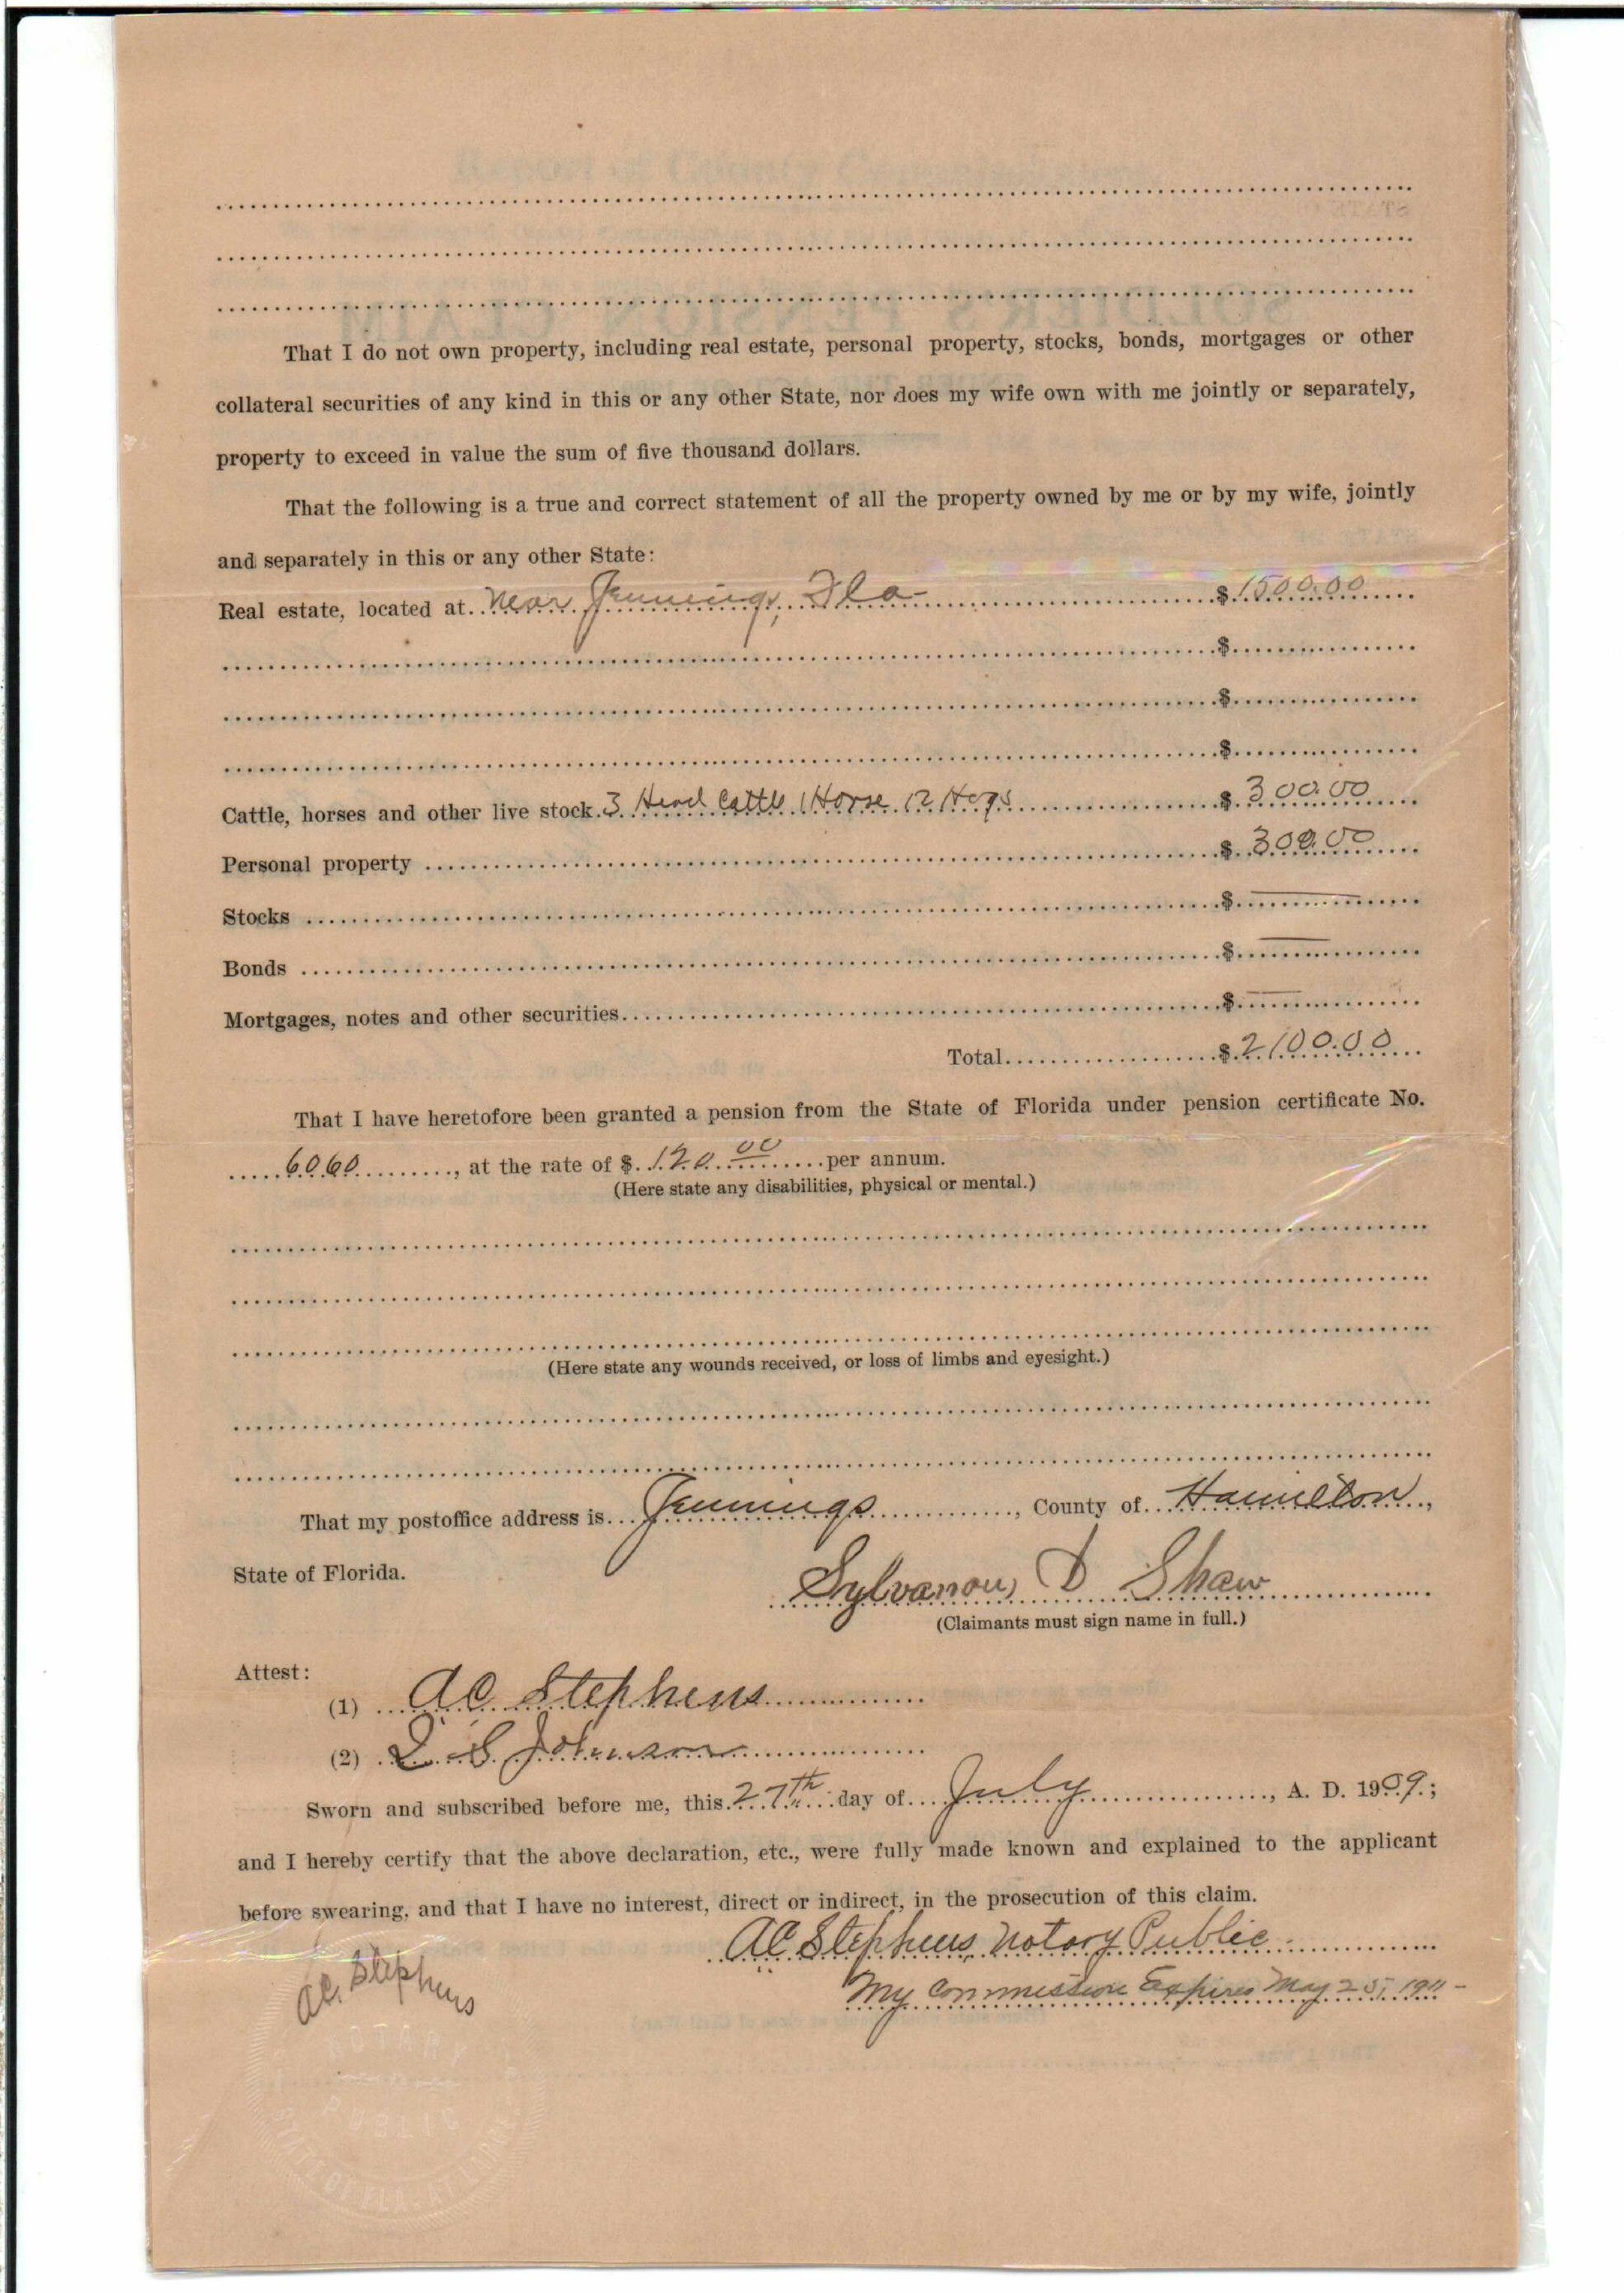 That I do not own property, including real estate, personal property, stocks, bonds, mortgages or other
collateral securities of any kind in this or any other State, nor does my wife own with me jointly or separately,
property to exceed in value the sum of five thousand dollars.
That the following is a true and correct statement of all the property owned by me or by my wife, jointly
and separately in this or any other State:
Real estate, located at near Jennings, Fla $1500.00
$
$
$
Cattle, horses and other live stock. 3 Head Cattle 1 Horse 12 Hogs $300.00
Personal property $300.00
Stocks $
Bonds $
Mortgages, notes and other securities $
Total $2100.00
That I have heretofore been granted a pension from the State of Florida under pension certificate No.
6060, at the rate of $120.00 per annum.
(Here state any disabilities, physical or mental.)
(Here state any wounds received, or loss of limbs and eyesight.)
That my postoffice address is Jennings, County of Hamilton,
State of Florida.
Sylvanous D Shaw
(Claimants must sign name in full.)
Attest:
(1) A C Stephens
(2) S Johnson
Sworn and subscribed before me, this 27th day of July, A. D. 1909;
and I hereby certify that the above declaration, etc., were fully made known and explained to the applicant
before swearing, and that I have no interest, direct or indirect, in the prosecution of this claim.
A C Stephens Notary Public
My Commission Expires May 25, 1911-
A C. Stephens
NOTARY
PUBLIC